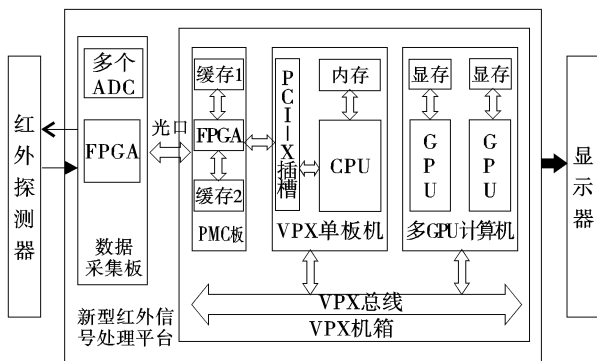 红外探测器
多个
ADC
FPGA
数据
采集板
光口
缓存1
FPGA
缓存2
PMC板
PCI-X插槽
内存
CPU
VPX单板机
显存
显存
GPU
GPU
多GPU计算机
VPX总线
VPX机箱
新型红外信
号处理平台
显示器